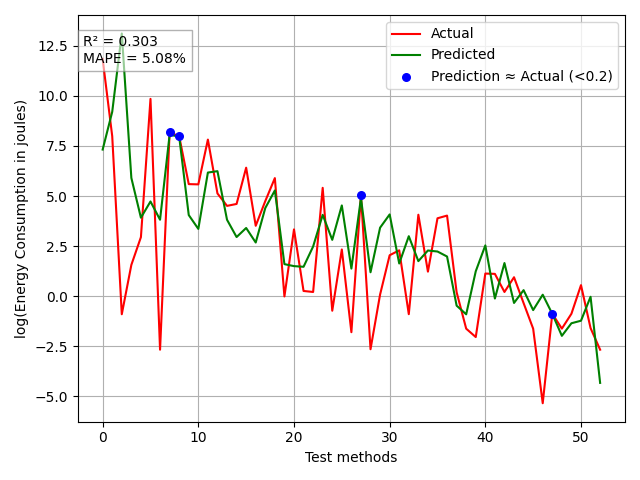 R² = 0.303
MAPE = 5.08%
Actual
Predicted
Prediction ≈ Actual (<0.2)
log(Energy Consumption in joules)
12.5
10.0
7.5
5.0
2.5
0.0
−2.5
−5.0
0
10
20
30
40
50
Test methods